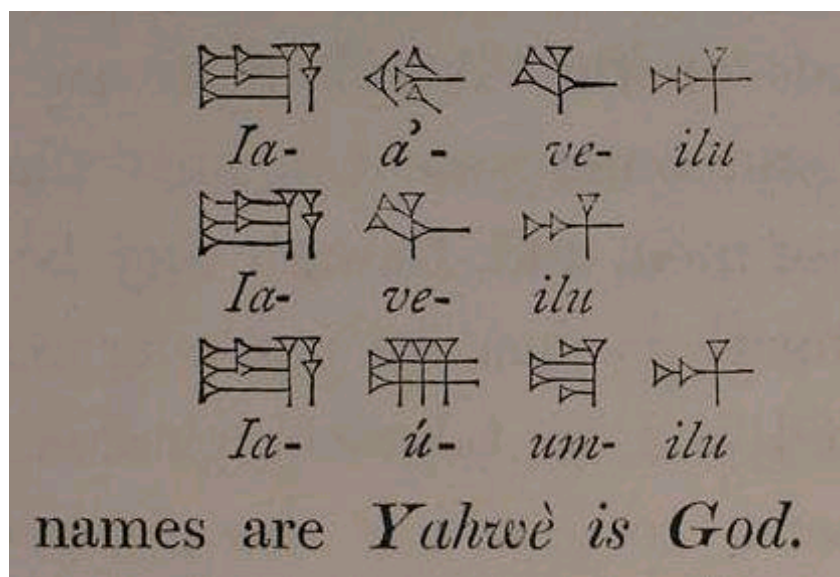 𒅀 𒄴 𒉿 𒀭
Ia- a’- ve- ilu
𒅀 𒉿 𒀭
Ia- ve- ilu
𒅀 𒌑 𒌝 𒀭
Ia- ú- um- ilu
names are Yahwè is God.